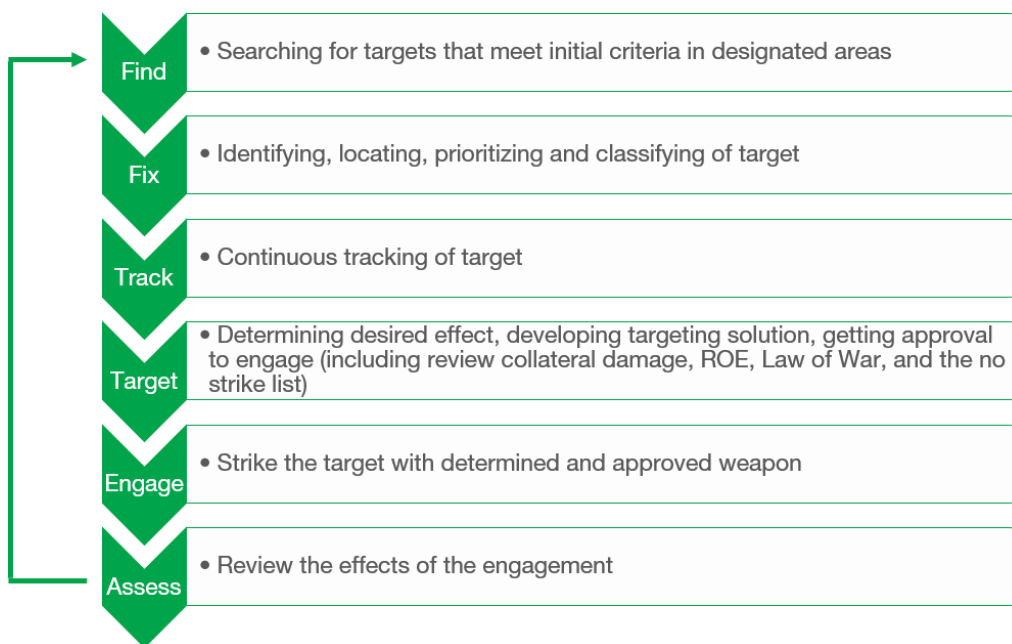 Find
• Searching for targets that meet initial criteria in designated areas
Fix
• Identifying, locating, prioritizing and classifying of target
Track
• Continuous tracking of target
Target
• Determining desired effect, developing targeting solution, getting approval
to engage (including review collateral damage, ROE, Law of War, and the no
strike list)
Engage
• Strike the target with determined and approved weapon
Assess
• Review the effects of the engagement